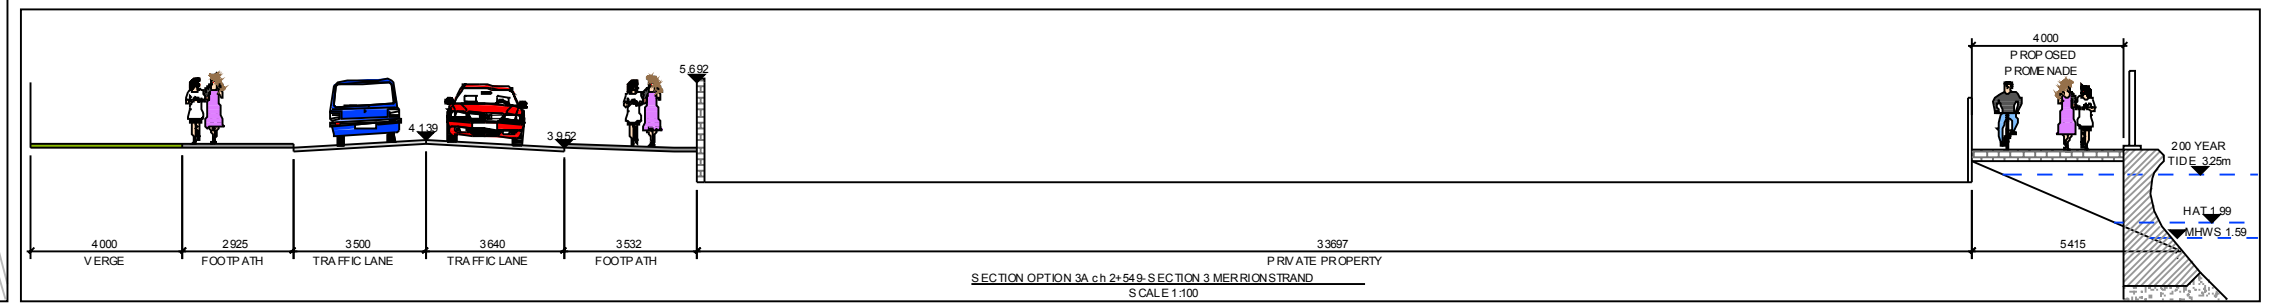 4000
PROPOSED
PROMENADE
5.692
4.139
3.952
200 YEAR
TIDE 3.25m
HAT 1.99
MHWS 1.59
4000
VERGE
2925
FOOTPATH
3500
TRAFFIC LANE
3640
TRAFFIC LANE
3532
FOOTPATH
33697
PRIVATE PROPERTY
5415
SECTION OPTION 3A ch 2+549- SECTION 3 MERRION STRAND
SCALE 1:100